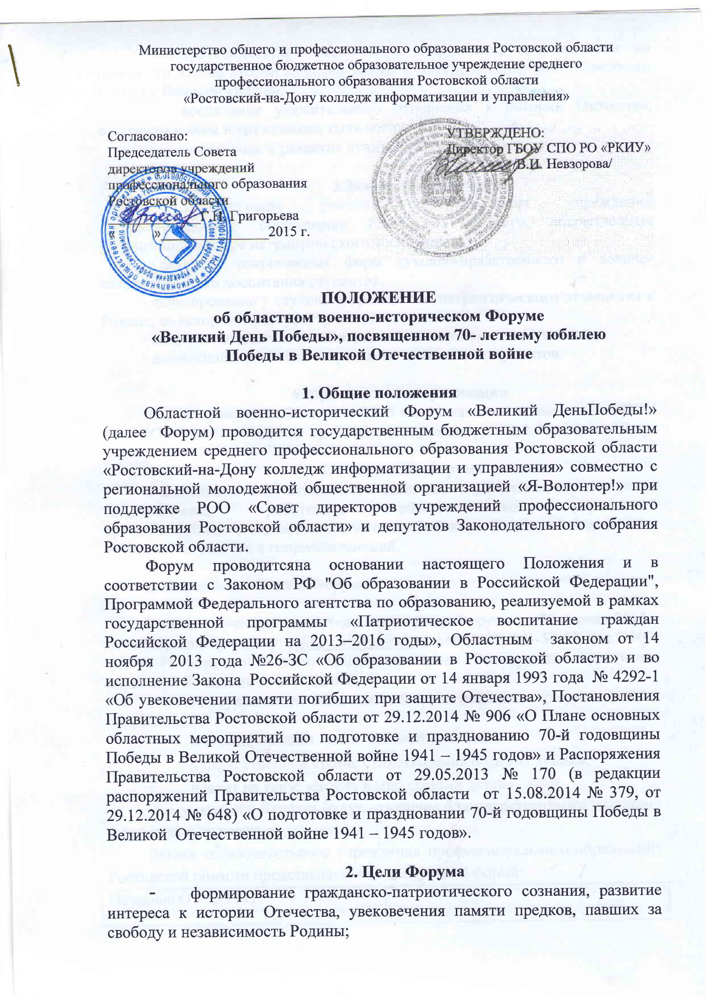 Министерство общего и профессионального образования Ростовской области
государственное бюджетное образовательное учреждение среднего
профессионального образования Ростовской области
«Ростовский-на-Дону колледж информатизации и управления»
Согласовано:
Председатель Совета
директоров учреждений
профессионального образования
Ростовской области
Г.Н. Григорьева
« » 2015 г.
УТВЕРЖДЕНО:
Директор ГБОУ СПО РО «РКИУ»
/В.И. Невзорова/
ПОЛОЖЕНИЕ
об областном военно-историческом Форуме
«Великий День Победы», посвященном 70- летнему юбилею
Победы в Великой Отечественной войне
1. Общие положения
Областной военно-исторический Форум «Великий ДеньПобеды!»
(далее Форум) проводится государственным бюджетным образовательным
учреждением среднего профессионального образования Ростовской области
«Ростовский-на-Дону колледж информатизации и управления» совместно с
региональной молодежной общественной организацией «Я-Волонтер!» при
поддержке РОО «Совет директоров учреждений профессионального
образования Ростовской области» и депутатов Законодательного собрания
Ростовской области.
Форум проводитсяна основании настоящего Положения и в
соответствии с Законом РФ "Об образовании в Российской Федерации",
Программой Федерального агентства по образованию, реализуемой в рамках
государственной программы «Патриотическое воспитание граждан
Российской Федерации на 2013–2016 годы», Областным законом от 14
ноября 2013 года №26-ЗС «Об образовании в Ростовской области» и во
исполнение Закона Российской Федерации от 14 января 1993 года № 4292-1
«Об увековечении памяти погибших при защите Отечества», Постановления
Правительства Ростовской области от 29.12.2014 № 906 «О Плане основных
областных мероприятий по подготовке и празднованию 70-й годовщины
Победы в Великой Отечественной войне 1941 – 1945 годов» и Распоряжения
Правительства Ростовской области от 29.05.2013 № 170 (в редакции
распоряжений Правительства Ростовской области от 15.08.2014 № 379, от
29.12.2014 № 648) «О подготовке и праздновании 70-й годовщины Победы в
Великой Отечественной войне 1941 – 1945 годов».
2. Цели Форума
- формирование гражданско-патриотического сознания, развитие
интереса к истории Отечества, увековечения памяти предков, павших за
свободу и независимость Родины;